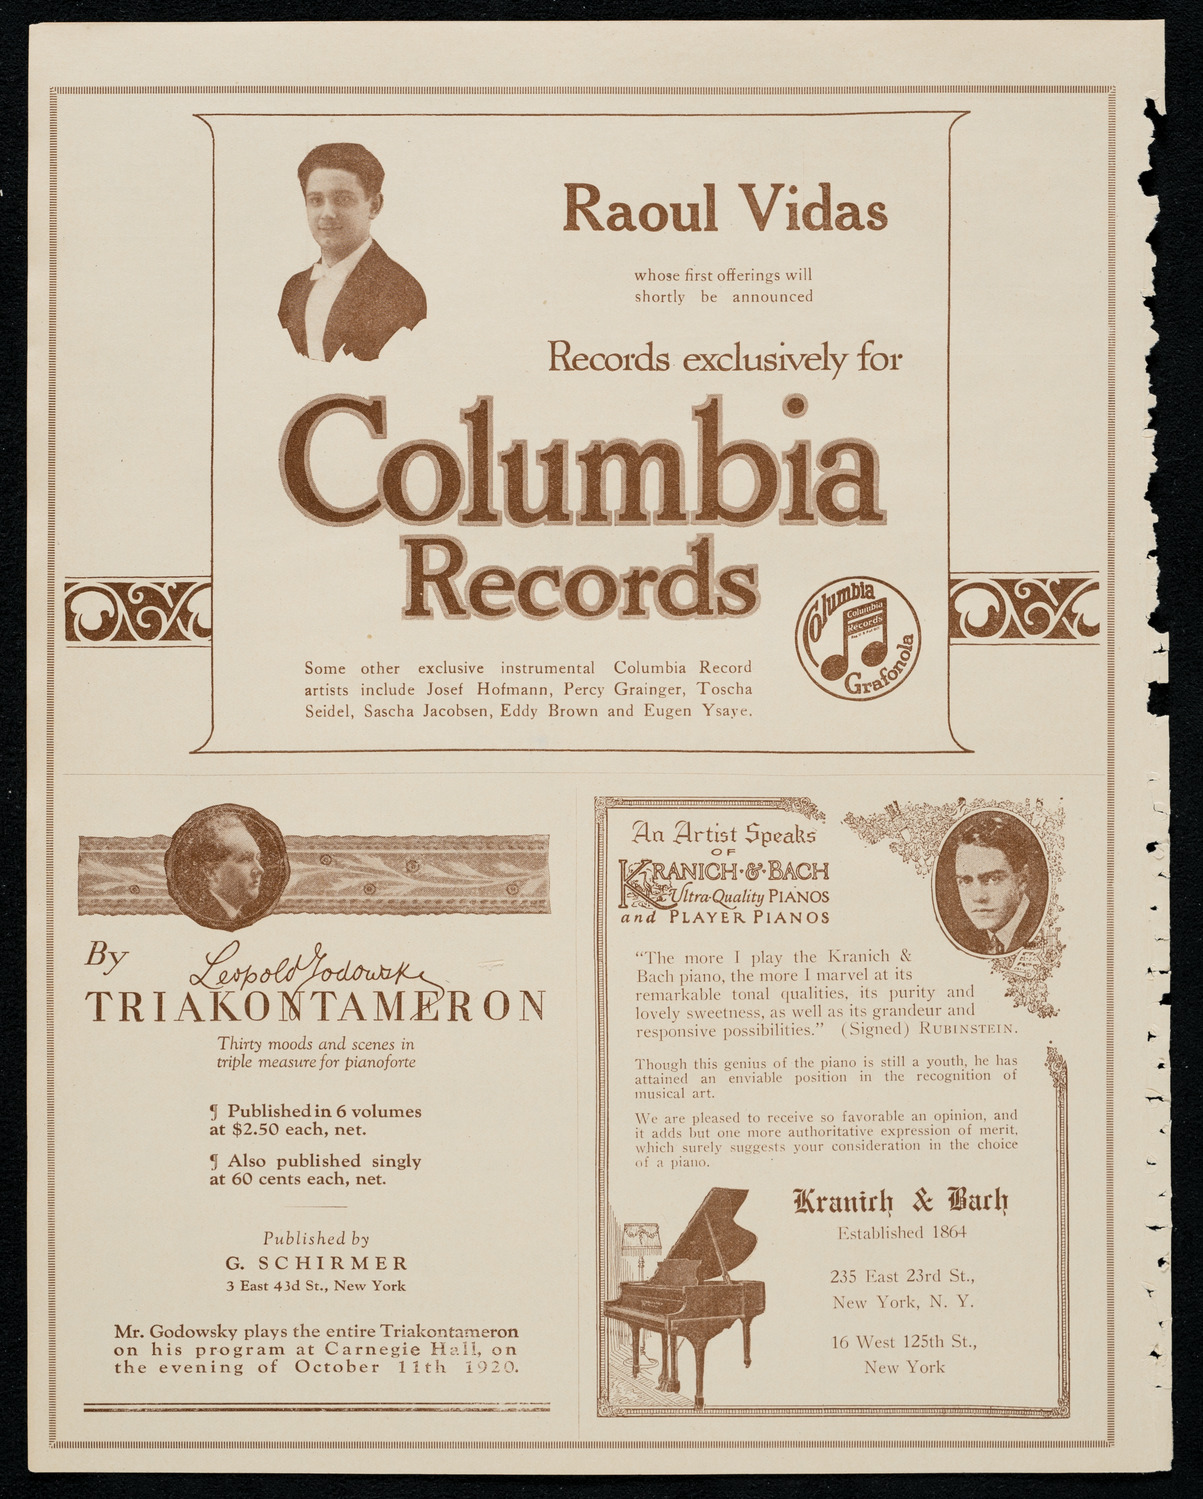 Raoul Vidas
whose first offerings will
shortly be announced
Records exclusively for
Columbia
Records
Columbia
Columbia
Records
Grafonola
Some other exclusive instrumental Columbia Record
artists include Josef Hofmann, Percy Grainger, Toscha
Seidel, Sascha Jacobsen, Eddy Brown and Eugen Ysaye.
By Leopold Godowsky
TRIAKONTAMERON
Thirty moods and scenes in
triple measure for pianoforte
¶ Published in 6 volumes
at $2.50 each, net.
¶ Also published singly
at 60 cents each, net.
Published by
G. SCHIRMER
3 East 43d St., New York
Mr. Godowsky plays the entire Triakontameron
on his program at Carnegie Hall, on
the evening of October 11th 1920.
An Artist Speaks
OF
KRANICH·&·BACH
Ultra-Quality PIANOS
and PLAYER PIANOS
“The more I play the Kranich &
Bach piano, the more I marvel at its
remarkable tonal qualities, its purity and
lovely sweetness, as well as its grandeur and
responsive possibilities.” (Signed) RUBINSTEIN.
Though this genius of the piano is still a youth, he has
attained an enviable position in the recognition of
musical art.
We are pleased to receive so favorable an opinion, and
it adds but one more authoritative expression of merit,
which surely suggests your consideration in the choice
of a piano.
Kranich & Bach
Established 1864
235 East 23rd St.,
New York, N. Y.
16 West 125th St.,
New York